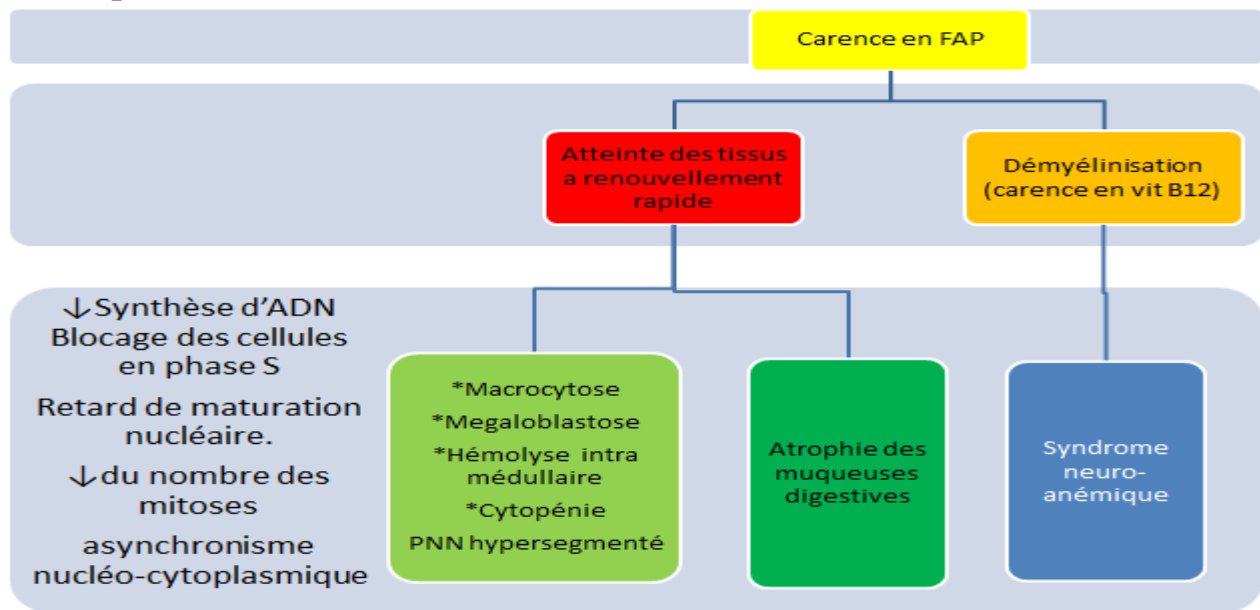 Carence en FAP
Atteinte des tissus
a renouvellement
rapide
Démyélinisation
(carence en vit B12)
↓Synthèse d’ADN
Blocage des cellules
en phase S
Retard de maturation
nucléaire.
↓du nombre des
mitoses
asynchronisme
nucléo-cytoplasmique
*Macrocytose
*Megaloblastose
*Hémolyse intra
médullaire
*Cytopénie
PNN hypersegmenté
Atrophie des
muqueuses
digestives
Syndrome
neuro-
anémique